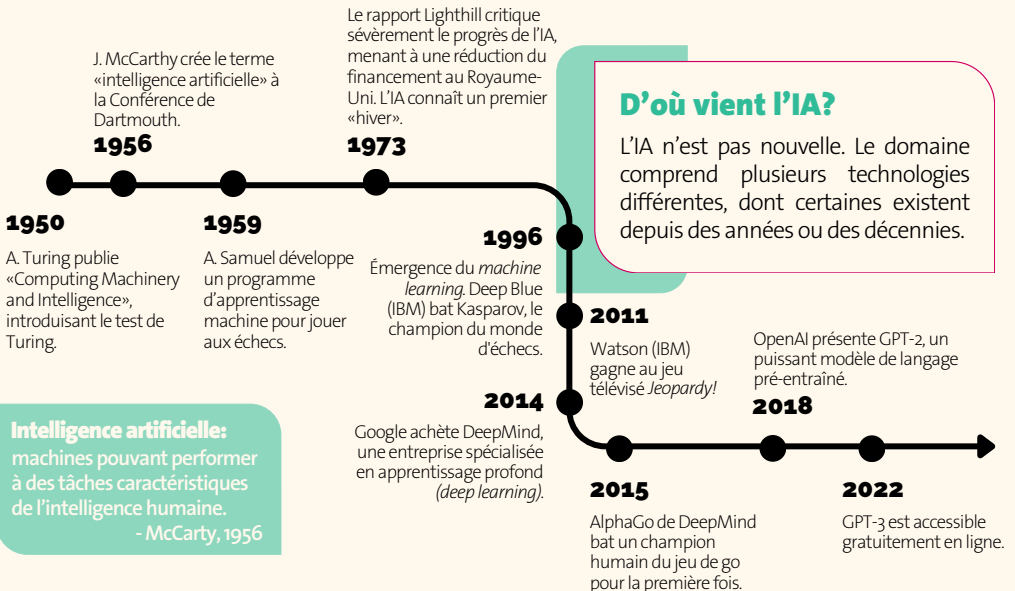 D'où vient l'IA?
L'IA n'est pas nouvelle. Le domaine
comprend plusieurs technologies
différentes, dont certaines existent
depuis des années ou des décennies.
1950
A. Turing publie
«Computing Machinery
and Intelligence»,
introduisant le test de
Turing.
J. McCarthy crée le terme
«intelligence artificielle» à
la Conférence de
Dartmouth.
1956
1959
A. Samuel développe
un programme
d'apprentissage
machine pour jouer
aux échecs.
Le rapport Lighthill critique
sévèrement le progrès de l'IA,
menant à une réduction du
financement au Royaume-
Uni. L'IA connaît un premier
«hiver».
1973
1996
Émergence du machine
learning. Deep Blue
(IBM) bat Kasparov, le
champion du monde
d'échecs.
2011
Watson (IBM)
gagne au jeu
télévisé Jeopardy!
2014
Google achète DeepMind,
une entreprise spécialisée
en apprentissage profond
(deep learning).
2015
AlphaGo de DeepMind
bat un champion
humain du jeu de go
pour la première fois.
OpenAI présente GPT-2, un
puissant modèle de langage
pré-entraîné.
2018
2022
GPT-3 est accessible
gratuitement en ligne.
Intelligence artificielle:
machines pouvant performer
à des tâches caractéristiques
de l'intelligence humaine.
- McCarty, 1956